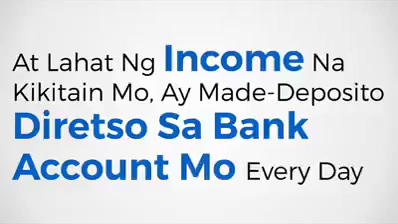 At Lahat Ng Income Na
Kikitain Mo, Ay Made-Deposito
Diretso Sa Bank
Account Mo Every Day